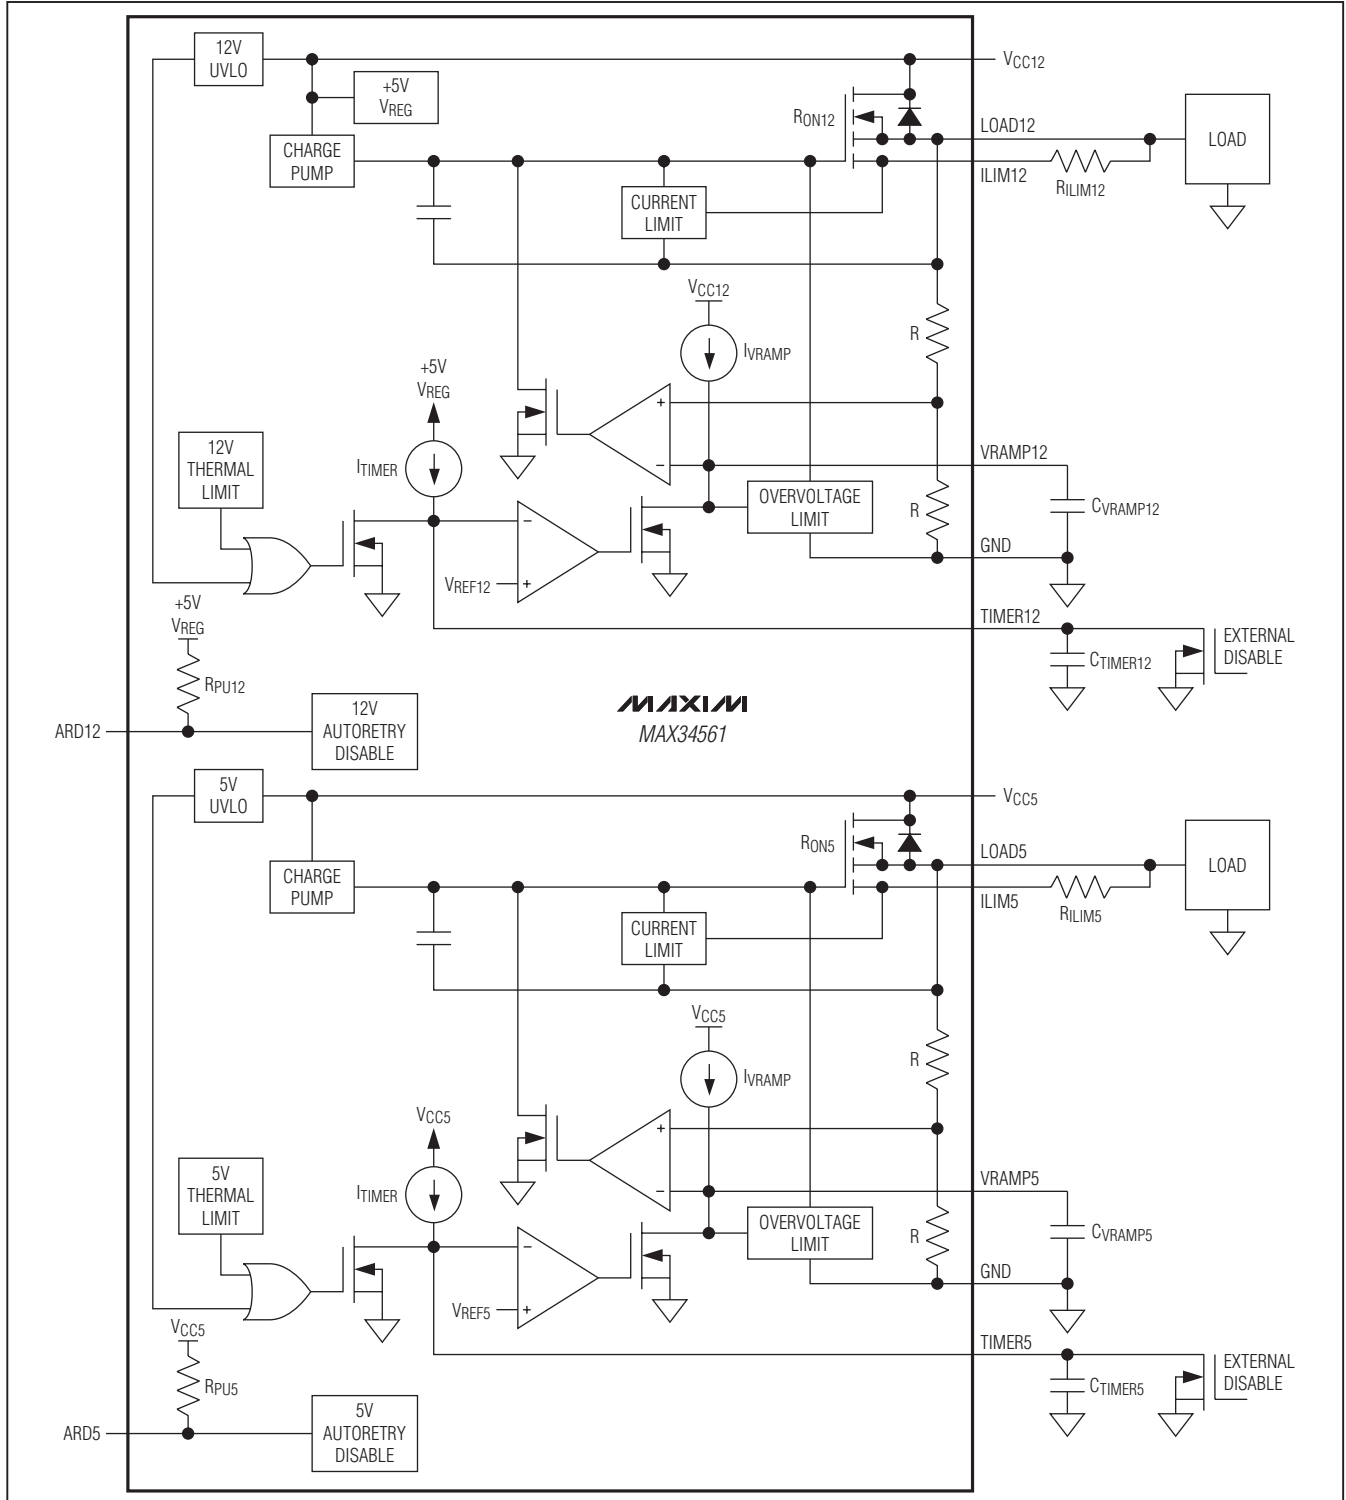 12V
UVLO
VCC12
+5V
VREG
RON12
LOAD12
LOAD
CHARGE
PUMP
ILIM12
RILIM12
CURRENT
LIMIT
VCC12
R
IVRAMP
+5V
VREG
+
12V
THERMAL
LIMIT
ITIMER
VRAMP12
−
OVERVOLTAGE
LIMIT
R
CVRAMP12
−
GND
VREF12
+
+5V
VREG
TIMER12
EXTERNAL
DISABLE
CTIMER12
RPU12
MAXIM
MAX34561
12V
AUTORETRY
DISABLE
ARD12
5V
UVLO
VCC5
RON5
LOAD5
LOAD
CHARGE
PUMP
ILIM5
RILIM5
CURRENT
LIMIT
VCC5
R
IVRAMP
VCC5
+
5V
THERMAL
LIMIT
ITIMER
VRAMP5
−
OVERVOLTAGE
LIMIT
R
CVRAMP5
−
GND
VREF5
+
VCC5
TIMER5
EXTERNAL
DISABLE
CTIMER5
RPU5
5V
AUTORETRY
DISABLE
ARD5